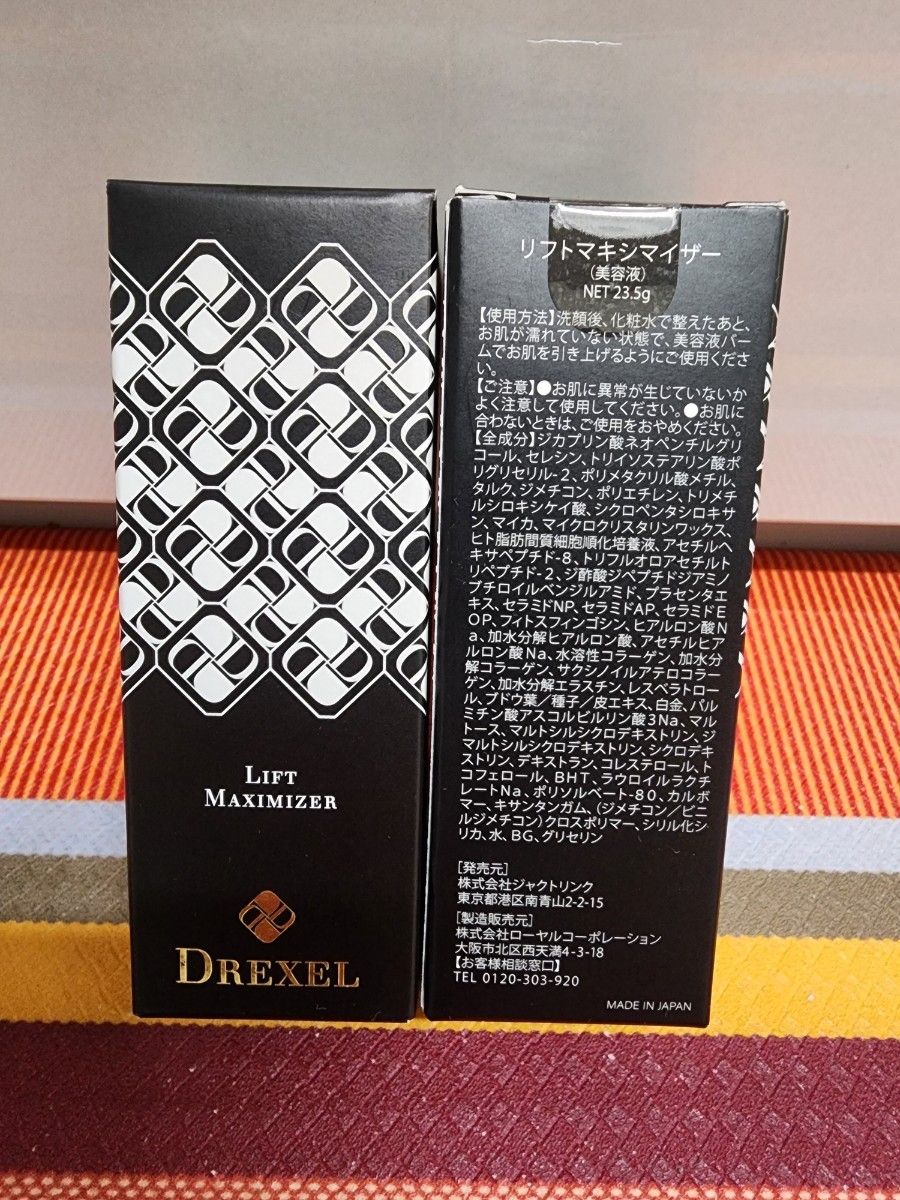 LIFT
MAXIMIZER
DREXEL
リフトマキシマイザー
(美容液)
NET 23.5g
【使用方法】洗顔後、化粧水で整えたあと、
お肌が濡れていない状態で、美容液バー
ムでお肌を引き上げるようにご使用くださ
い。
【ご注意】●お肌に異常が生じていないか
よく注意して使用してください。●お肌に
合わないときは、ご使用をおやめください。
【全成分】ジカプリン酸ネオペンチルグリ
コール、セレシン、トリイソステアリン酸ポ
リグリセリル-2、ポリメタクリル酸メチル、
タルク、ジメチコン、ポリエチレン、トリメチ
ルシロキシケイ酸、シクロペンタシロキサ
ン、マイカ、マイクロクリスタリンワックス、
ヒト脂肪間質細胞順化培養液、アセチルヘ
キサペプチド-8、トリフルオロアセチルト
リペプチド-2、ジ酢酸ジペプチドジアミノ
ブチロイルベンジルアミド、プラセンタエ
キス、セラミドNP、セラミドAP、セラミドE
OP、フィトスフィンゴシン、ヒアルロン酸N
a、加水分解ヒアルロン酸、アセチルヒア
ルロン酸Na、水溶性コラーゲン、加水分
解コラーゲン、サクシノイルアテロコラー
ゲン、加水分解エラスチン、レスベラトロー
ル、ブドウ葉/種子/皮エキス、白金、パル
ミチン酸アスコルビルリン酸3Na、マル
トース、マルトシルシクロデキストリン、ジ
マルトシルシクロデキストリン、シクロデキ
ストリン、デキストラン、コレステロール、ト
コフェロール、BHT、ラウロイルラクチ
レートNa、ポリソルベート-80、カルボ
マー、キサンタンガム、(ジメチコン/ビニ
ルジメチコン)クロスポリマー、シリル化シ
リカ、水、BG、グリセリン
[発売元]
株式会社ジャクトリンク
東京都港区南青山2-2-15
[製造販売元]
株式会社ローヤルコーポレーション
大阪市北区西天満4-3-18
【お客様相談窓口】
TEL 0120-303-920
MADE IN JAPAN